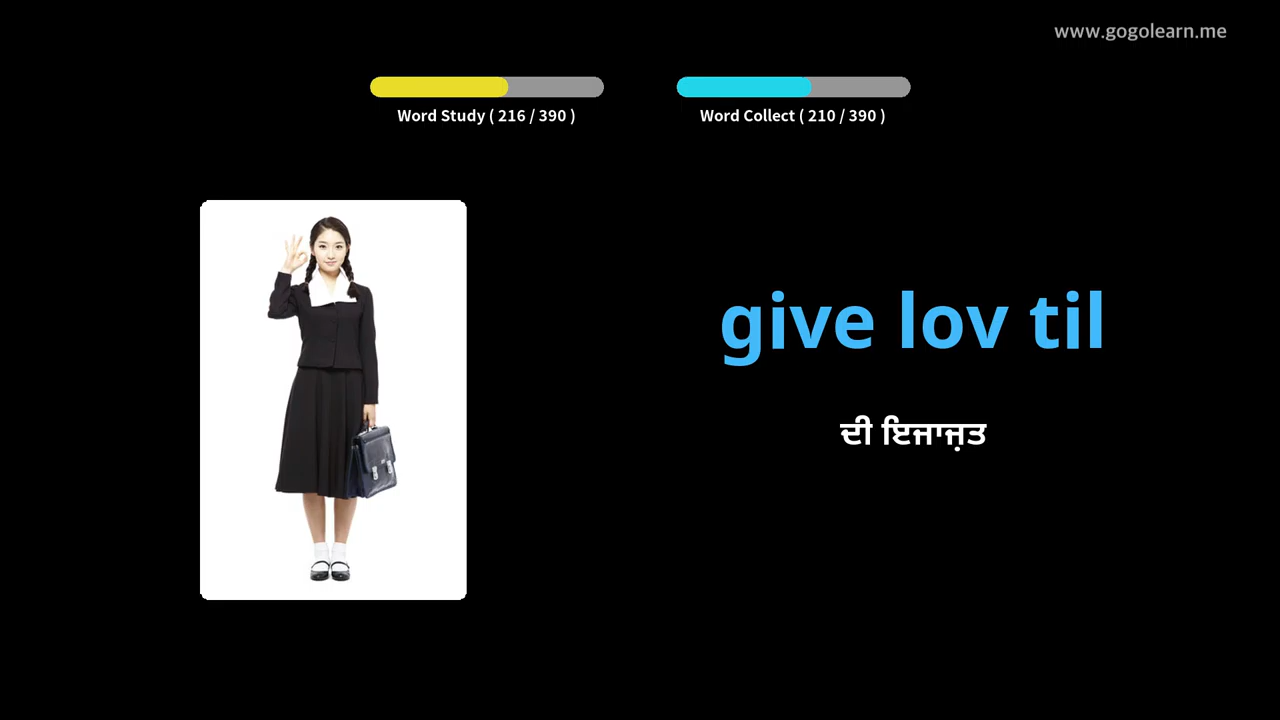 www.gogolearn.me
Word Study ( 216 / 390 )
Word Collect ( 210 / 390 )
give lov til
ਦੀ ਇਜਾਜ਼ਤ